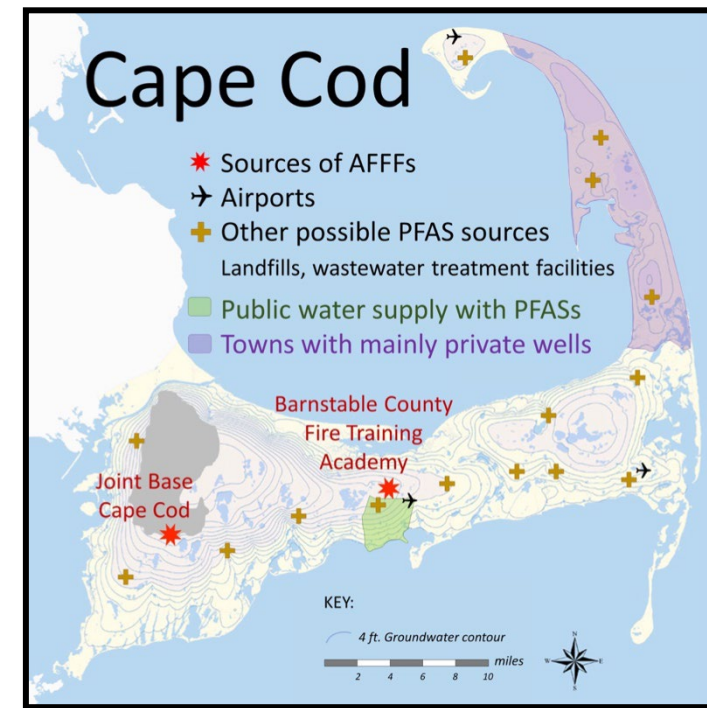 Cape Cod
Sources of AFFFs
Airports
Other possible PFAS sources
Landfills, wastewater treatment facilities
Public water supply with PFASs
Towns with mainly private wells
Barnstable County
Fire Training
Academy
Joint Base
Cape Cod
KEY:
4 ft. Groundwater contour
miles
2 4 6 8 10
N
W E
S